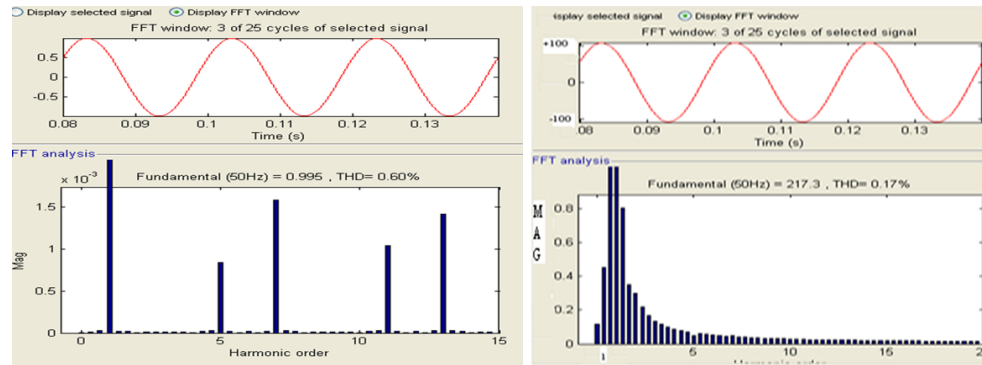 Display selected signal Display FFT window
FFT window: 3 of 25 cycles of selected signal
0.5
0
-0.5
0.08 0.09 0.1 0.11 0.12 0.13
Time (s)
FFT analysis
x 10-3
Fundamental (50Hz) = 0.995 , THD= 0.60%
1.5
1
0.5
0
Mag
0 5 10 15
Harmonic order
isplay selected signal Display FFT window
FFT window: 3 of 25 cycles of selected signal
+100
0
-100
.08 0.09 0.1 0.11 0.12 0.13
Time (s)
FFT analysis
Fundamental (50Hz) = 217.3 , THD= 0.17%
0.8
0.6
0.4
0.2
0
M
A
G
1 5 10 15 2